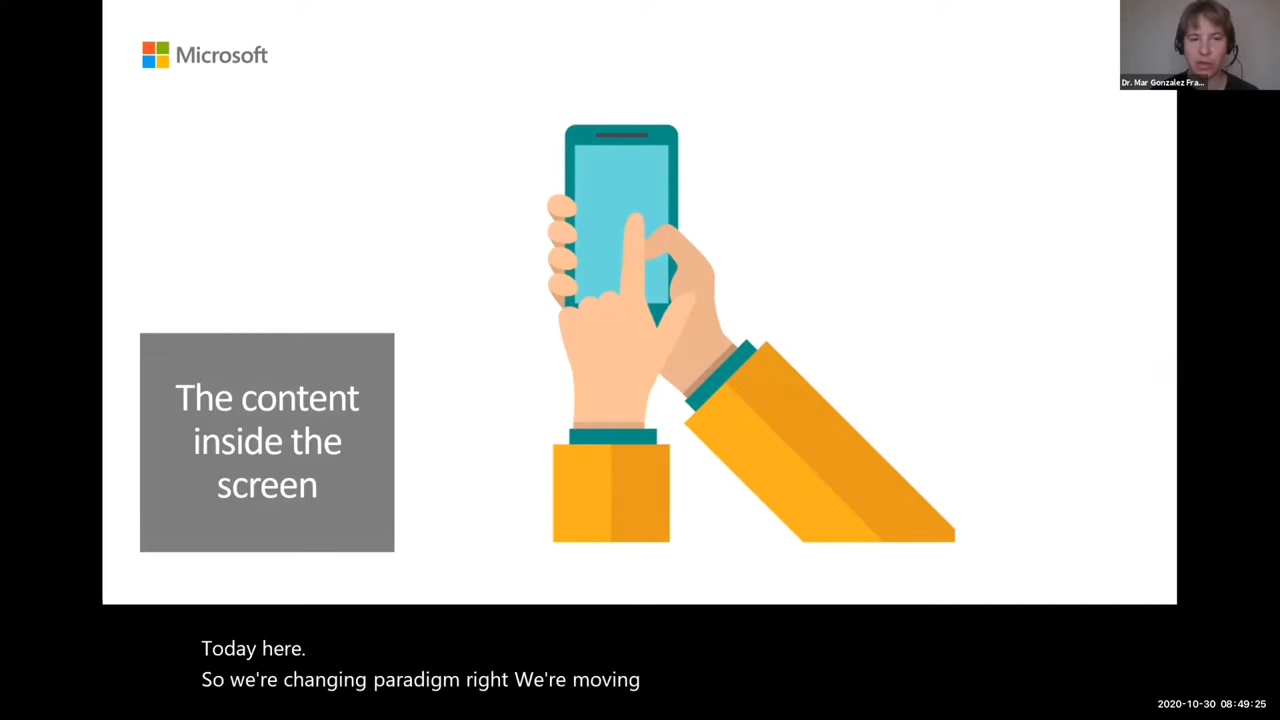 Microsoft
Dr. Mar Gonzalez Fra...
The content
inside the
screen
Today here.
So we're changing paradigm right We're moving
2020-10-30 08:49:25